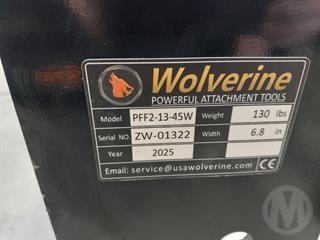 Wolverine
POWERFUL ATTACHMENT TOOLS
Model PFF2-13-45W Weight 130 lbs
Serial NO. ZW-01322 Width 6.8 in
Year 2025
Email: service@usawolverine.com CE
M